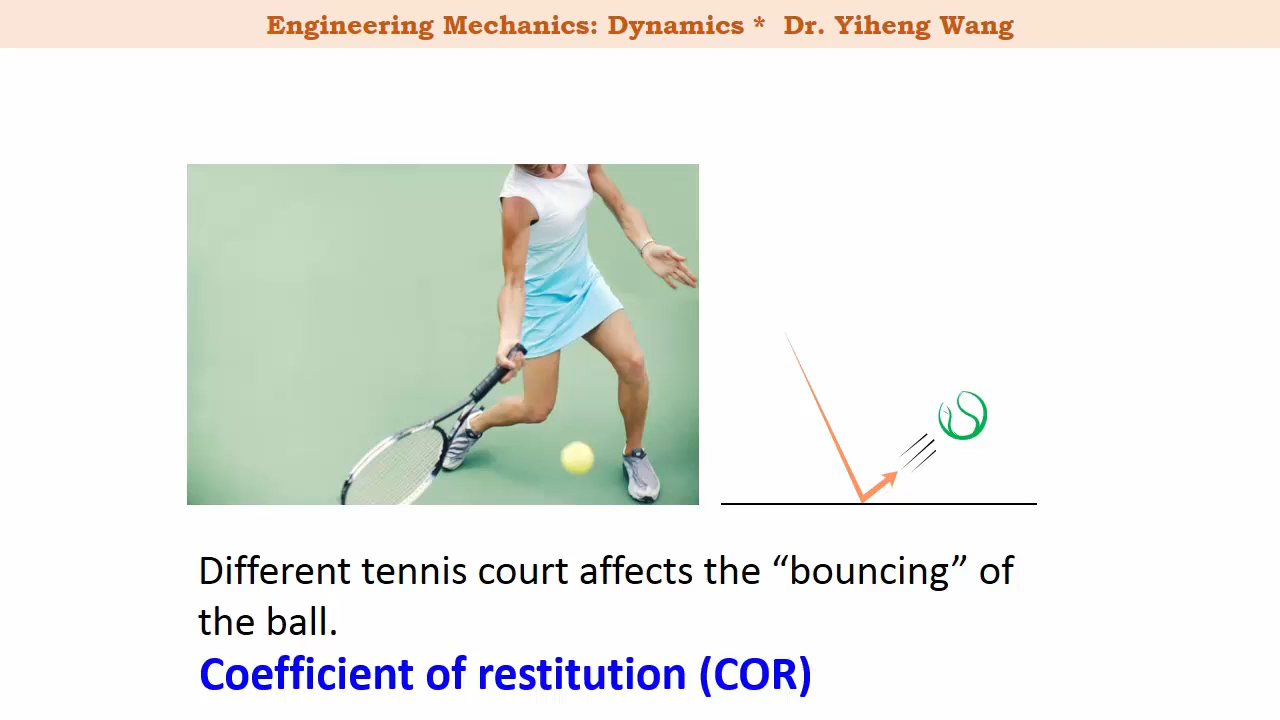 Engineering Mechanics: Dynamics * Dr. Yiheng Wang
Different tennis court affects the “bouncing” of
the ball.
Coefficient of restitution (COR)